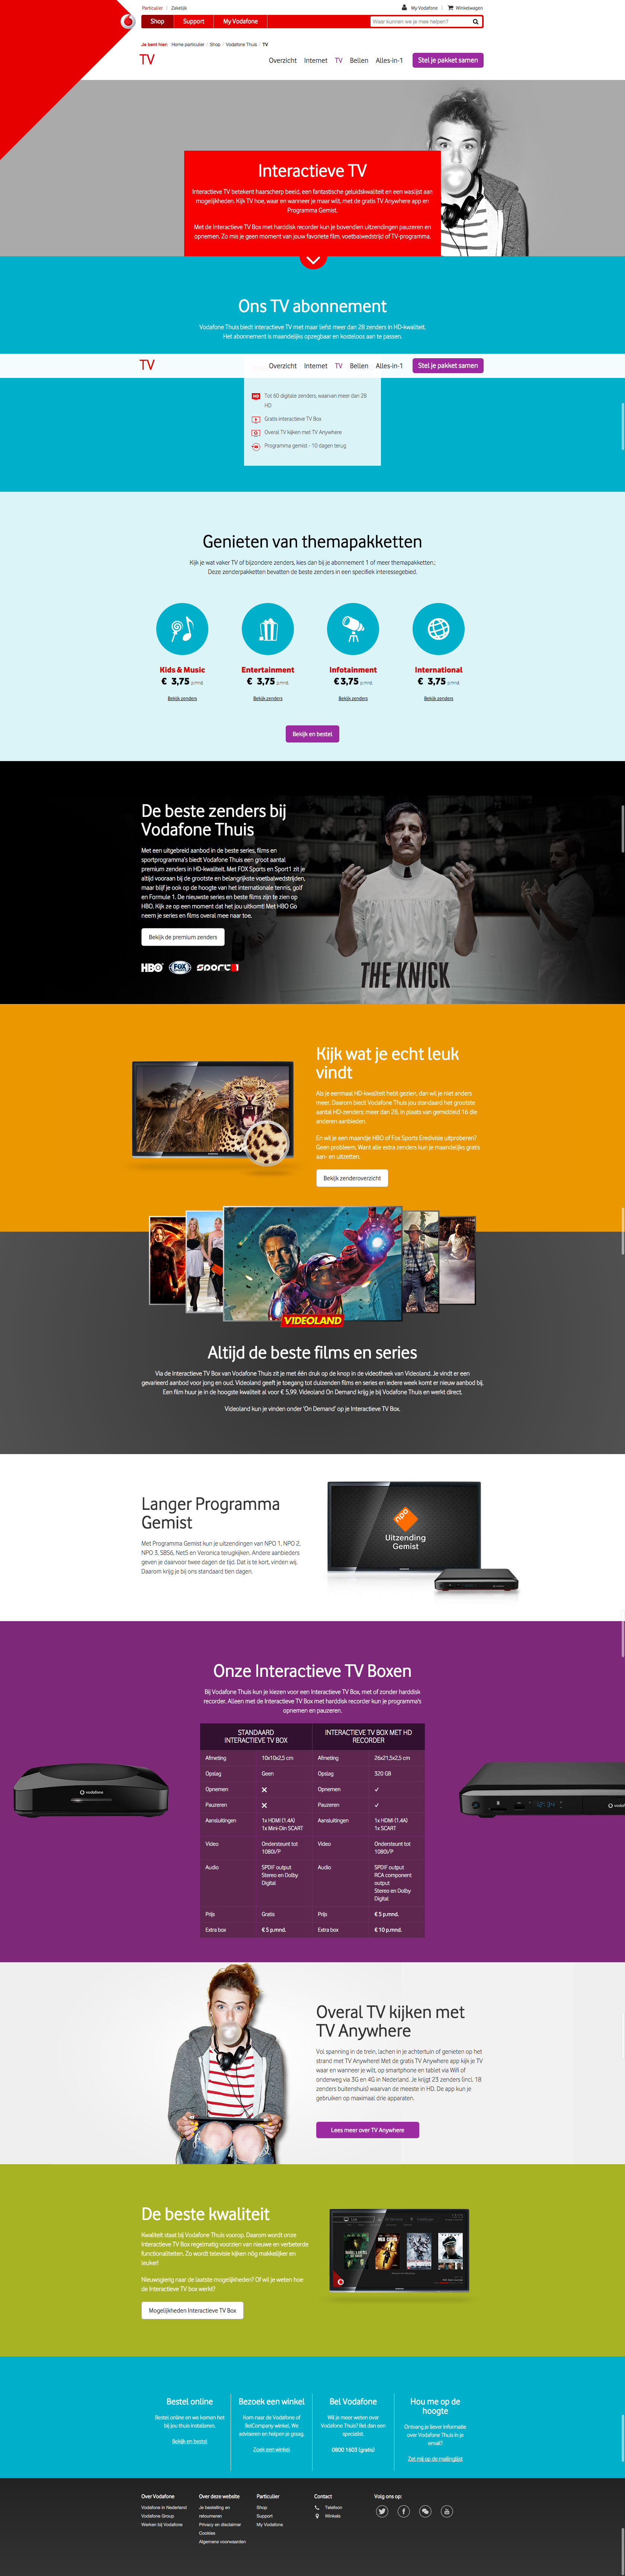 Particulier | Zakelijk
My Vodafone | Winkelwagen
Shop Support My Vodafone
Waar kunnen we je mee helpen?
Je bent hier: Home particulier / Shop / Vodafone Thuis / TV
TV
Overzicht Internet TV Bellen Alles-in-1 Stel je pakket samen
Interactieve TV
Interactieve TV betekent haarscherp beeld, een fantastische geluidskwaliteit en een waslijst aan
mogelijkheden. Kijk TV hoe, waar en wanneer je maar wilt, met de gratis TV Anywhere app en
Programma Gemist.
Met de Interactieve TV Box met harddisk recorder kun je bovendien uitzendingen pauzeren en
opnemen. Zo mis je geen moment van jouw favoriete film, voetbalwedstrijd of TV-programma.
Ons TV abonnement
Vodafone Thuis biedt interactieve TV met maar liefst meer dan 28 zenders in HD-kwaliteit.
Het abonnement is maandelijks opzegbaar en kosteloos aan te passen.
TV
Overzicht Internet TV Bellen Alles-in-1 Stel je pakket samen
Tot 60 digitale zenders, waarvan meer dan 28
HD
Gratis interactieve TV Box
Overal TV kijken met TV Anywhere
Programma gemist - 10 dagen terug
Genieten van themapakketten
Kijk je wat vaker TV of bijzondere zenders, kies dan bij je abonnement 1 of meer themapakketten.;
Deze zenderpakketten bevatten de beste zenders in een specifiek interessegebied.
Kids & Music Entertainment Infotainment International
€ 3,75 p.mnd. € 3,75 p.mnd. € 3,75 p.mnd. € 3,75 p.mnd.
Bekijk zenders Bekijk zenders Bekijk zenders Bekijk zenders
Bekijk en bestel
De beste zenders bij
Vodafone Thuis
Met een uitgebreid aanbod in de beste series, films en
sportprogramma's biedt Vodafone Thuis een groot aantal
premium zenders in HD-kwaliteit. Met FOX Sports en Sport1 zit je
altijd vooraan bij de grootste en belangrijkste voetbalwedstrijden,
maar blijf je ook op de hoogte van internationale tennis, golf
en Formule 1. De nieuwste series en beste films zijn te zien op
HBO. Kijk ze op een moment dat het jou uitkomt! Met HBO Go
neem je series en films overal mee naar toe.
Bekijk de premium zenders
HBO FOX SPORT1
THE KNICK
Kijk wat je echt leuk
vindt
Als je eenmaal HD-kwaliteit hebt gezien, dan wil je niet anders
meer. Daarom biedt Vodafone Thuis jou standaard het grootste
aantal HD-zenders: meer dan 28, in plaats van gemiddeld 16 die
anderen aanbieden.
En wil je een maandje HBO of Fox Sports Eredivisie uitproberen?
Geen probleem. Want alle extra zenders kun je maandelijks gratis
aan- en uitzetten.
Bekijk zenderoverzicht
VIDEOLAND
Altijd de beste films en series
Via de Interactieve TV Box van Vodafone Thuis zit je met één druk op de knop in de videotheek van Videoland. Je vindt er een
gevarieerd aanbod voor jong en oud. Videoland geeft je toegang tot duizenden films en series en iedere week komt er nieuw aanbod bij.
Een film huur je in de hoogste kwaliteit al voor € 5,99. Videoland On Demand krijg je bij Vodafone Thuis en werkt direct.
Videoland kun je vinden onder 'On Demand' op je Interactieve TV Box.
Langer Programma
Gemist
Met Programma Gemist kun je uitzendingen van NPO 1, NPO 2,
NPO 3, SBS6, Net5 en Veronica terugkijken. Andere aanbieders
geven je daarvoor twee dagen de tijd. Dat is te kort, vinden wij.
Daarom krijg je bij ons standaard tien dagen.
npo
Uitzending
Gemist
Onze Interactieve TV Boxen
Bij Vodafone Thuis kun je kiezen voor een Interactieve TV Box, met of zonder harddisk
recorder. Alleen met de Interactieve TV Box met harddisk recorder kun je programma's
opnemen en pauzeren.
STANDAARD
INTERACTIEVE TV BOX
INTERACTIEVE TV BOX MET HD
RECORDER
Afmeting 10x10x2,5 cm Afmeting 26x21,5x2,5 cm
Opslag Geen Opslag 320 GB
Opnemen ✕ Opnemen ✓
Pauzeren ✕ Pauzeren ✓
Aansluitingen 1x HDMI (1.4A) Aansluitingen 1x HDMI (1.4A)
1x Mini-Din SCART 1x SCART
Video Ondersteunt tot Video Ondersteunt tot
1080i/P 1080i/P
Audio SPDIF output Audio SPDIF output
Stereo en Dolby RCA component
Digital output
Stereo en Dolby
Digital
Prijs Gratis Prijs € 5 p.mnd.
Extra box € 5 p.mnd. Extra box € 10 p.mnd.
vodafone
12:34
Overal TV kijken met
TV Anywhere
Vol spanning in de trein, lachen in je achtertuin of genieten op het
strand met TV Anywhere! Met de gratis TV Anywhere app kijk je TV
waar en wanneer je wilt, op smartphone en tablet via Wifi of
onderweg via 3G en 4G in Nederland. Je krijgt 23 zenders (incl. 18
zenders buitenshuis) waarvan de meeste in HD. De app kun je
gebruiken op maximaal drie apparaten.
Lees meer over TV Anywhere
De beste kwaliteit
Kwaliteit staat bij Vodafone Thuis voorop. Daarom wordt onze
Interactieve TV Box regelmatig voorzien van nieuwe en verbeterde
functionaliteiten. Zo wordt televisie kijken nóg makkelijker en
leuker!
Nieuwsgierig naar de laatste mogelijkheden? Of wil je weten hoe
de Interactieve TV box werkt?
Mogelijkheden Interactieve TV Box
Bestel online
Bestel online en we komen het
bij jou thuis installeren.
Bekijk en bestel
Bezoek een winkel
Kom naar de Vodafone of
BelCompany winkel. We
adviseren en helpen je graag.
Zoek een winkel
Bel Vodafone
Wil je meer weten over
Vodafone Thuis? Bel dan een
specialist.
0800 1603 (gratis)
Hou me op de
hoogte
Ontvang je liever informatie
over Vodafone Thuis in je
email?
Zet mij op de mailinglijst
Over Vodafone
Vodafone in Nederland
Vodafone Group
Werken bij Vodafone
Over deze website
Je bestelling en
retourneren
Privacy en disclaimer
Cookies
Algemene voorwaarden
Particulier
Shop
Support
My Vodafone
Contact
Telefoon
Winkels
Volg ons op: